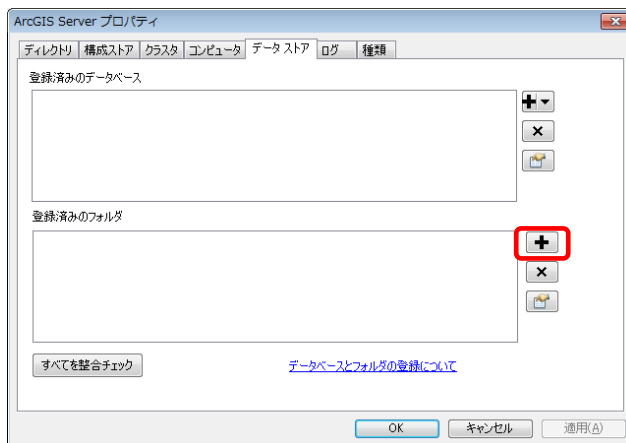 ArcGIS Server プロパティ
ディレクトリ 構成ストア クラスタ コンピュータ データ ストア ログ 種類
登録済みのデータベース
登録済みのフォルダ
すべてを整合チェック データベースとフォルダの登録について
OK キャンセル 適用(A)